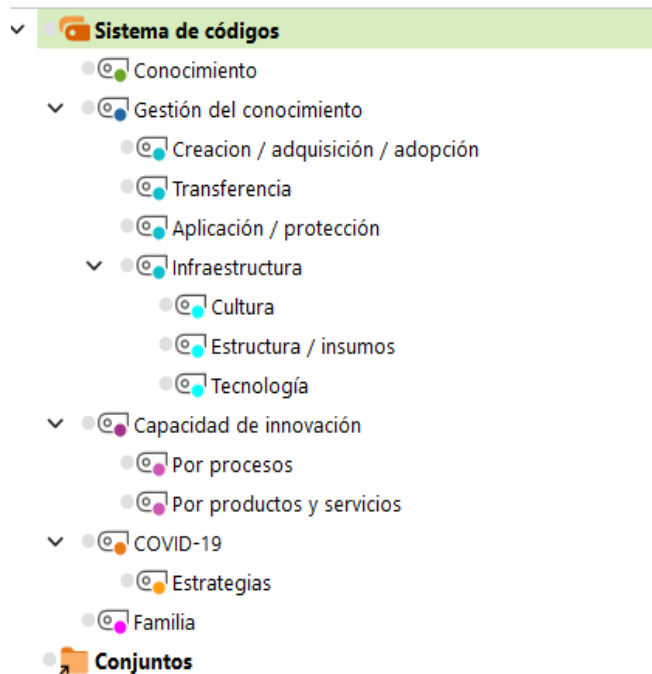 Sistema de códigos
Conocimiento
Gestión del conocimiento
Creacion / adquisición / adopción
Transferencia
Aplicación / protección
Infraestructura
Cultura
Estructura / insumos
Tecnología
Capacidad de innovación
Por procesos
Por productos y servicios
COVID-19
Estrategias
Familia
Conjuntos